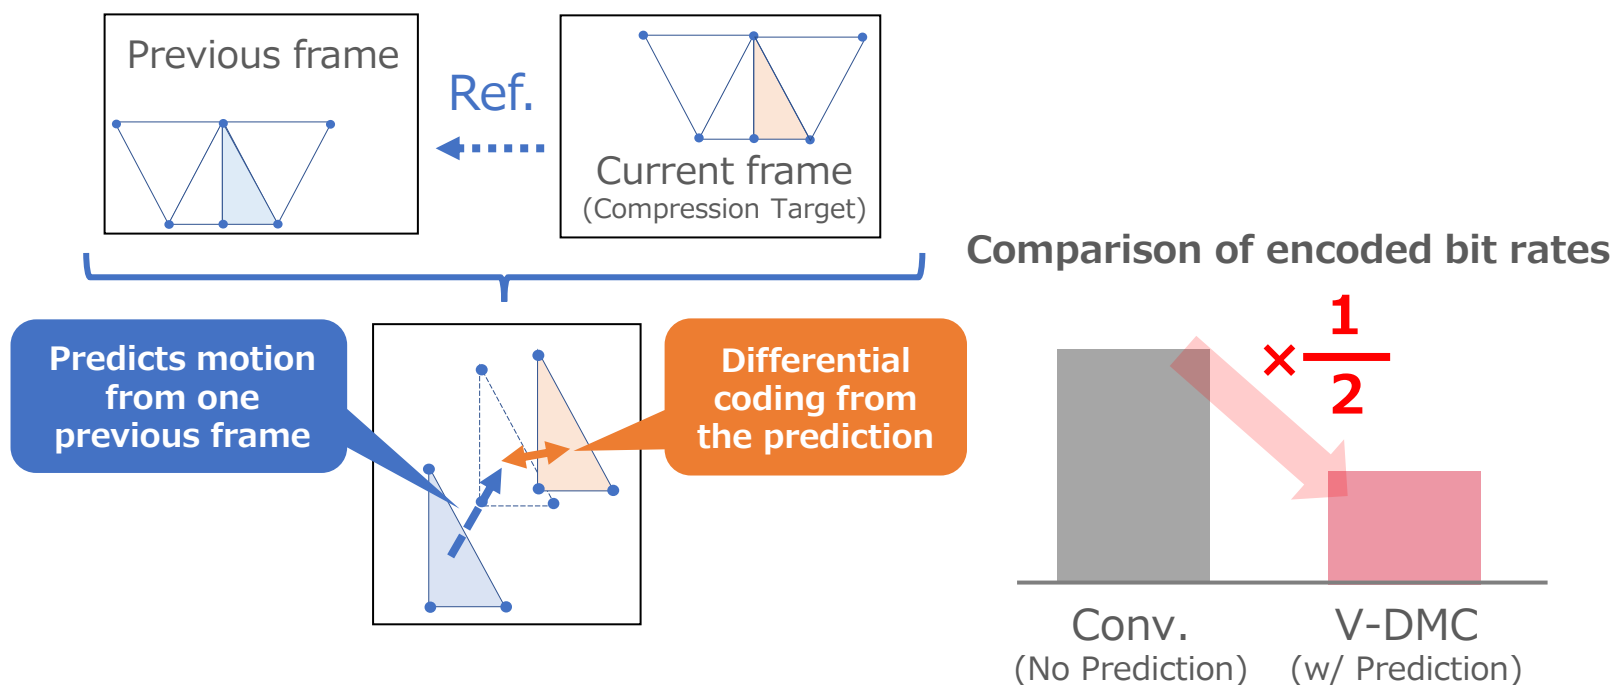 Previous frame
Ref.
Current frame
(Compression Target)
Predicts motion
from one
previous frame
Differential
coding from
the prediction
Comparison of encoded bit rates
× 1
2
Conv.
(No Prediction)
V-DMC
(w/ Prediction)